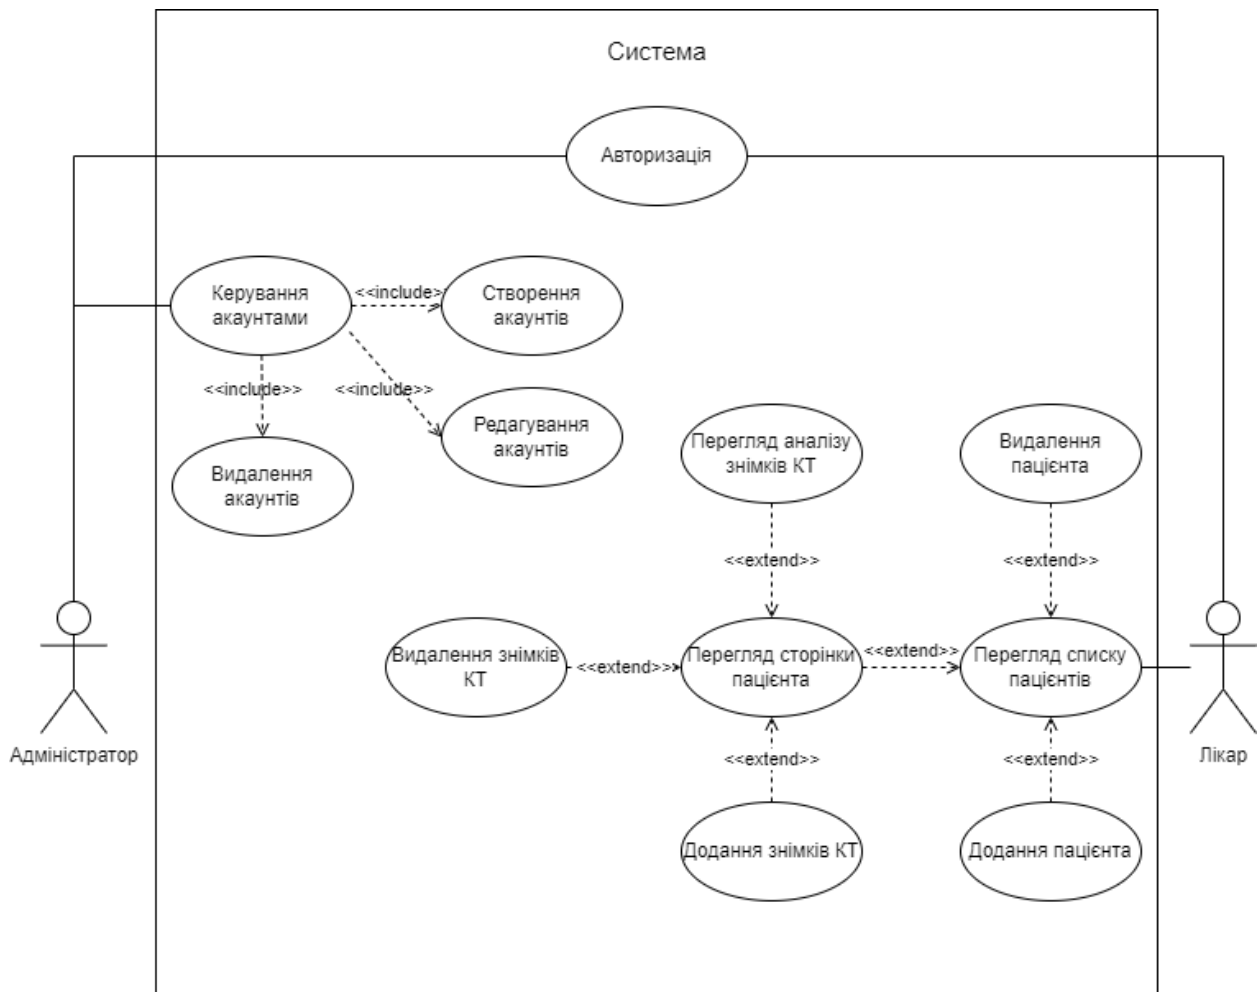 Система
Авторизація
Керування
акаунтами
<<include>
Створення
акаунтів
<<include>>
<<include>>
Видалення
акаунтів
Редагування
акаунтів
Перегляд аналізу
знімків КТ
Видалення
пацієнта
<<extend>>
<<extend>>
Видалення знімків
КТ
<<extend>>
Перегляд сторінки
пацієнта
<<extend>>
Перегляд списку
пацієнтів
Адміністратор
Лікар
<<extend>>
<<extend>>
Додання знімків КТ
Додання пацієнта